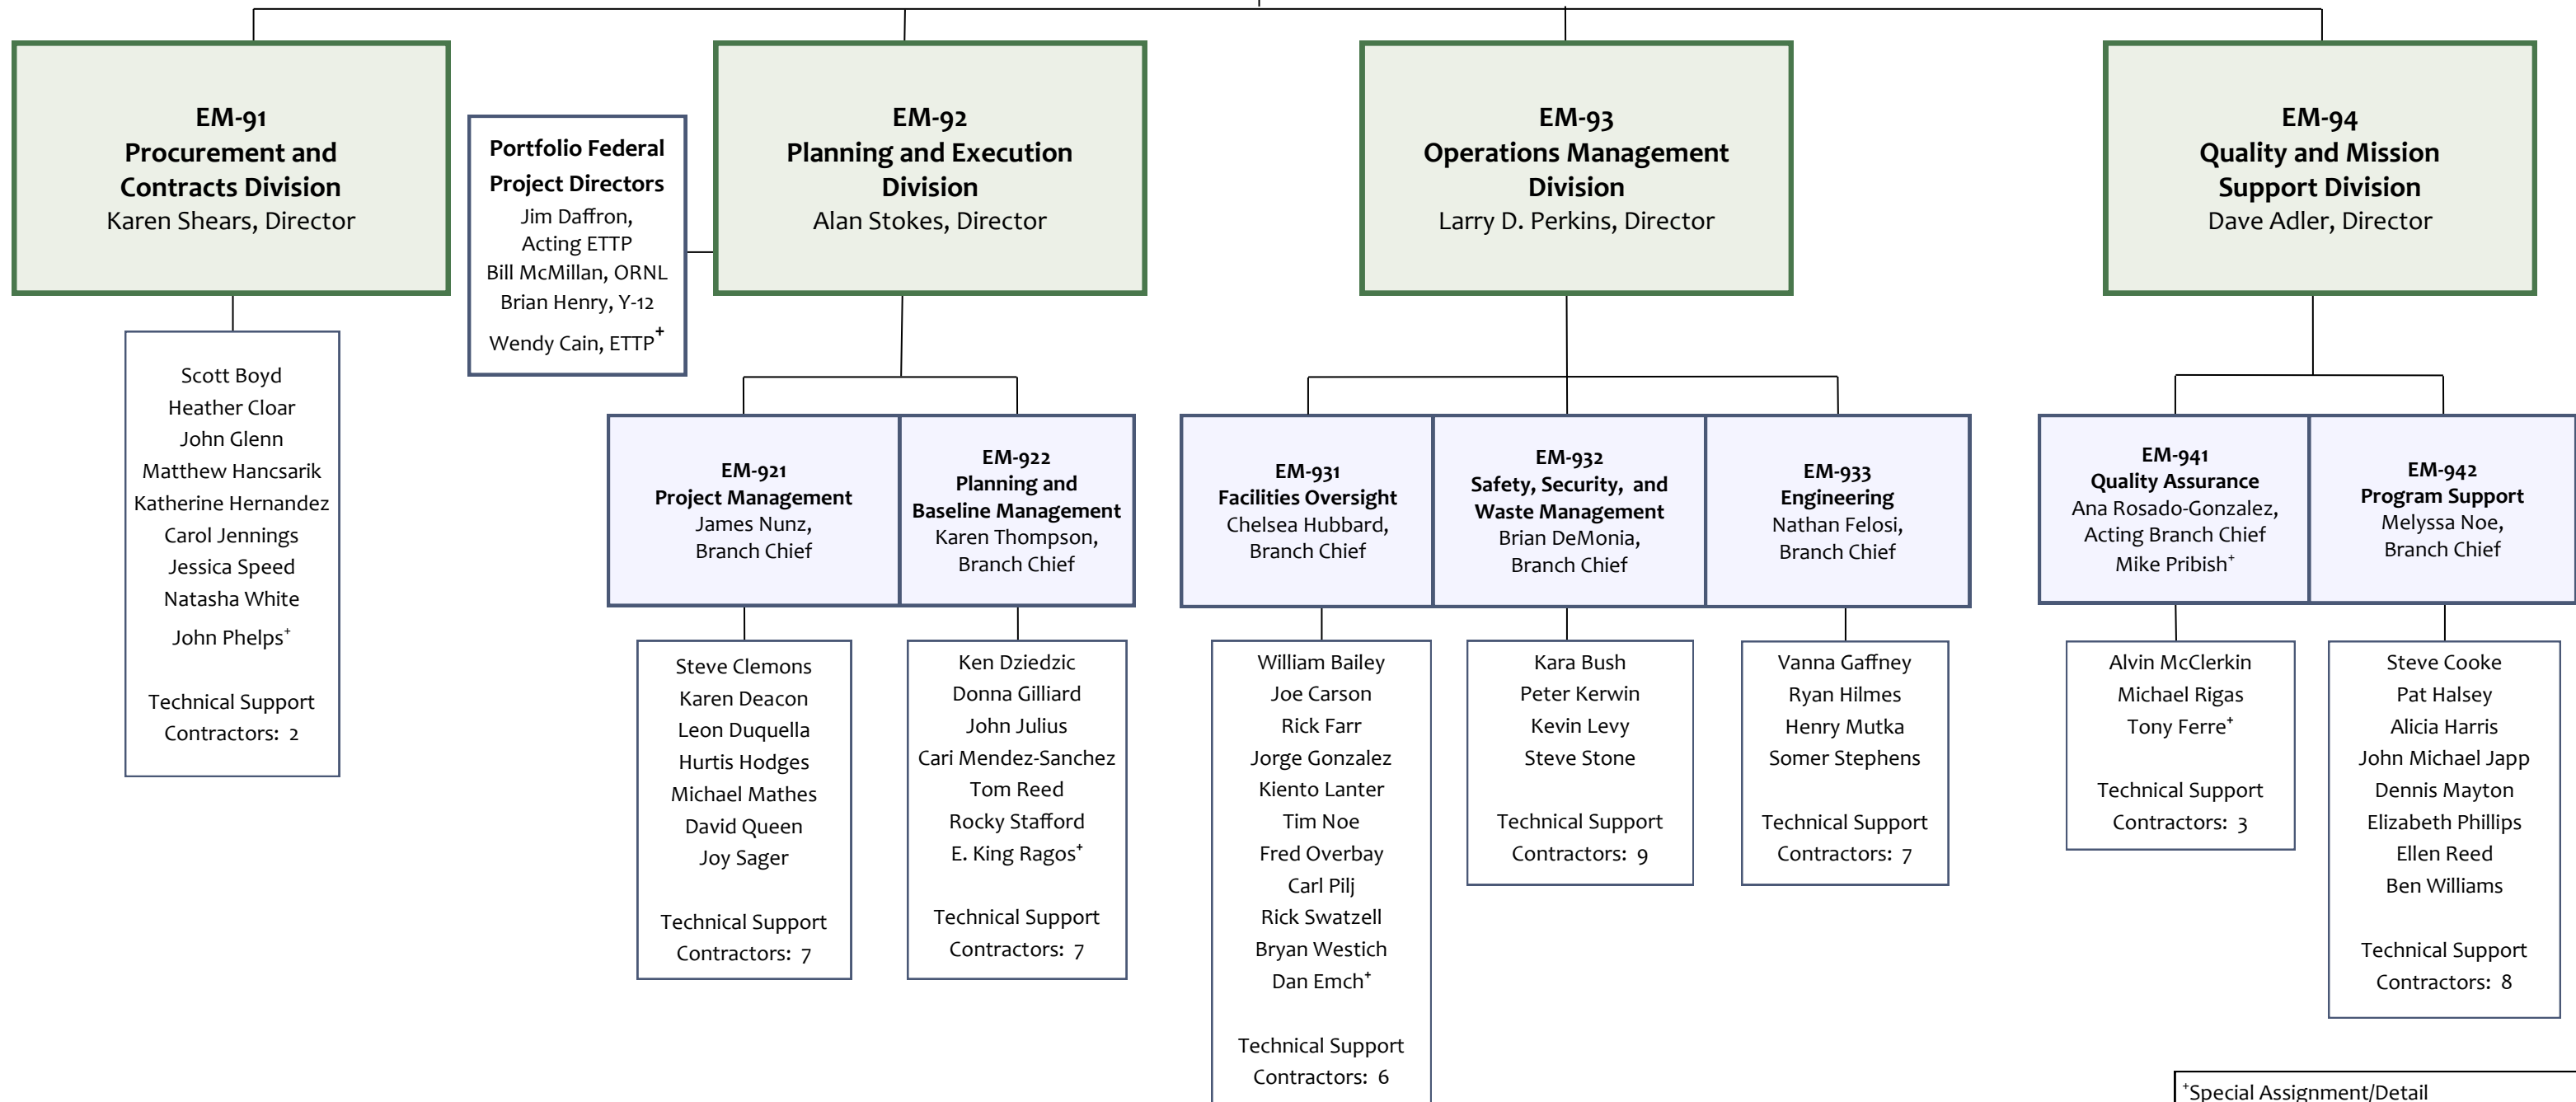 EM-91
Procurement and
Contracts Division
Karen Shears, Director
Scott Boyd
Heather Cloar
John Glenn
Matthew Hancsarik
Katherine Hernandez
Carol Jennings
Jessica Speed
Natasha White
John Phelps⁺
Technical Support
Contractors: 2
Portfolio Federal
Project Directors
Jim Daffron,
Acting ETTP
Bill McMillan, ORNL
Brian Henry, Y-12
Wendy Cain, ETTP⁺
EM-92
Planning and Execution
Division
Alan Stokes, Director
EM-921
Project Management
James Nunz,
Branch Chief
Steve Clemons
Karen Deacon
Leon Duquella
Hurtis Hodges
Michael Mathes
David Queen
Joy Sager
Technical Support
Contractors: 7
EM-922
Planning and
Baseline Management
Karen Thompson,
Branch Chief
Ken Dziedzic
Donna Gilliard
John Julius
Cari Mendez-Sanchez
Tom Reed
Rocky Stafford
E. King Ragos⁺
Technical Support
Contractors: 7
EM-93
Operations Management
Division
Larry D. Perkins, Director
EM-931
Facilities Oversight
Chelsea Hubbard,
Branch Chief
William Bailey
Joe Carson
Rick Farr
Jorge Gonzalez
Kiento Lanter
Tim Noe
Fred Overbay
Carl Pilj
Rick Swatzell
Bryan Westich
Dan Emch⁺
Technical Support
Contractors: 6
EM-932
Safety, Security, and
Waste Management
Brian DeMonia,
Branch Chief
Kara Bush
Peter Kerwin
Kevin Levy
Steve Stone
Technical Support
Contractors: 9
EM-933
Engineering
Nathan Felosi,
Branch Chief
Vanna Gaffney
Ryan Hilmes
Henry Mutka
Somer Stephens
Technical Support
Contractors: 7
EM-94
Quality and Mission
Support Division
Dave Adler, Director
EM-941
Quality Assurance
Ana Rosado-Gonzalez,
Acting Branch Chief
Mike Pribish⁺
Alvin McClerkin
Michael Rigas
Tony Ferre⁺
Technical Support
Contractors: 3
EM-942
Program Support
Melyssa Noe,
Branch Chief
Steve Cooke
Pat Halsey
Alicia Harris
John Michael Japp
Dennis Mayton
Elizabeth Phillips
Ellen Reed
Ben Williams
Technical Support
Contractors: 8
⁺Special Assignment/Detail